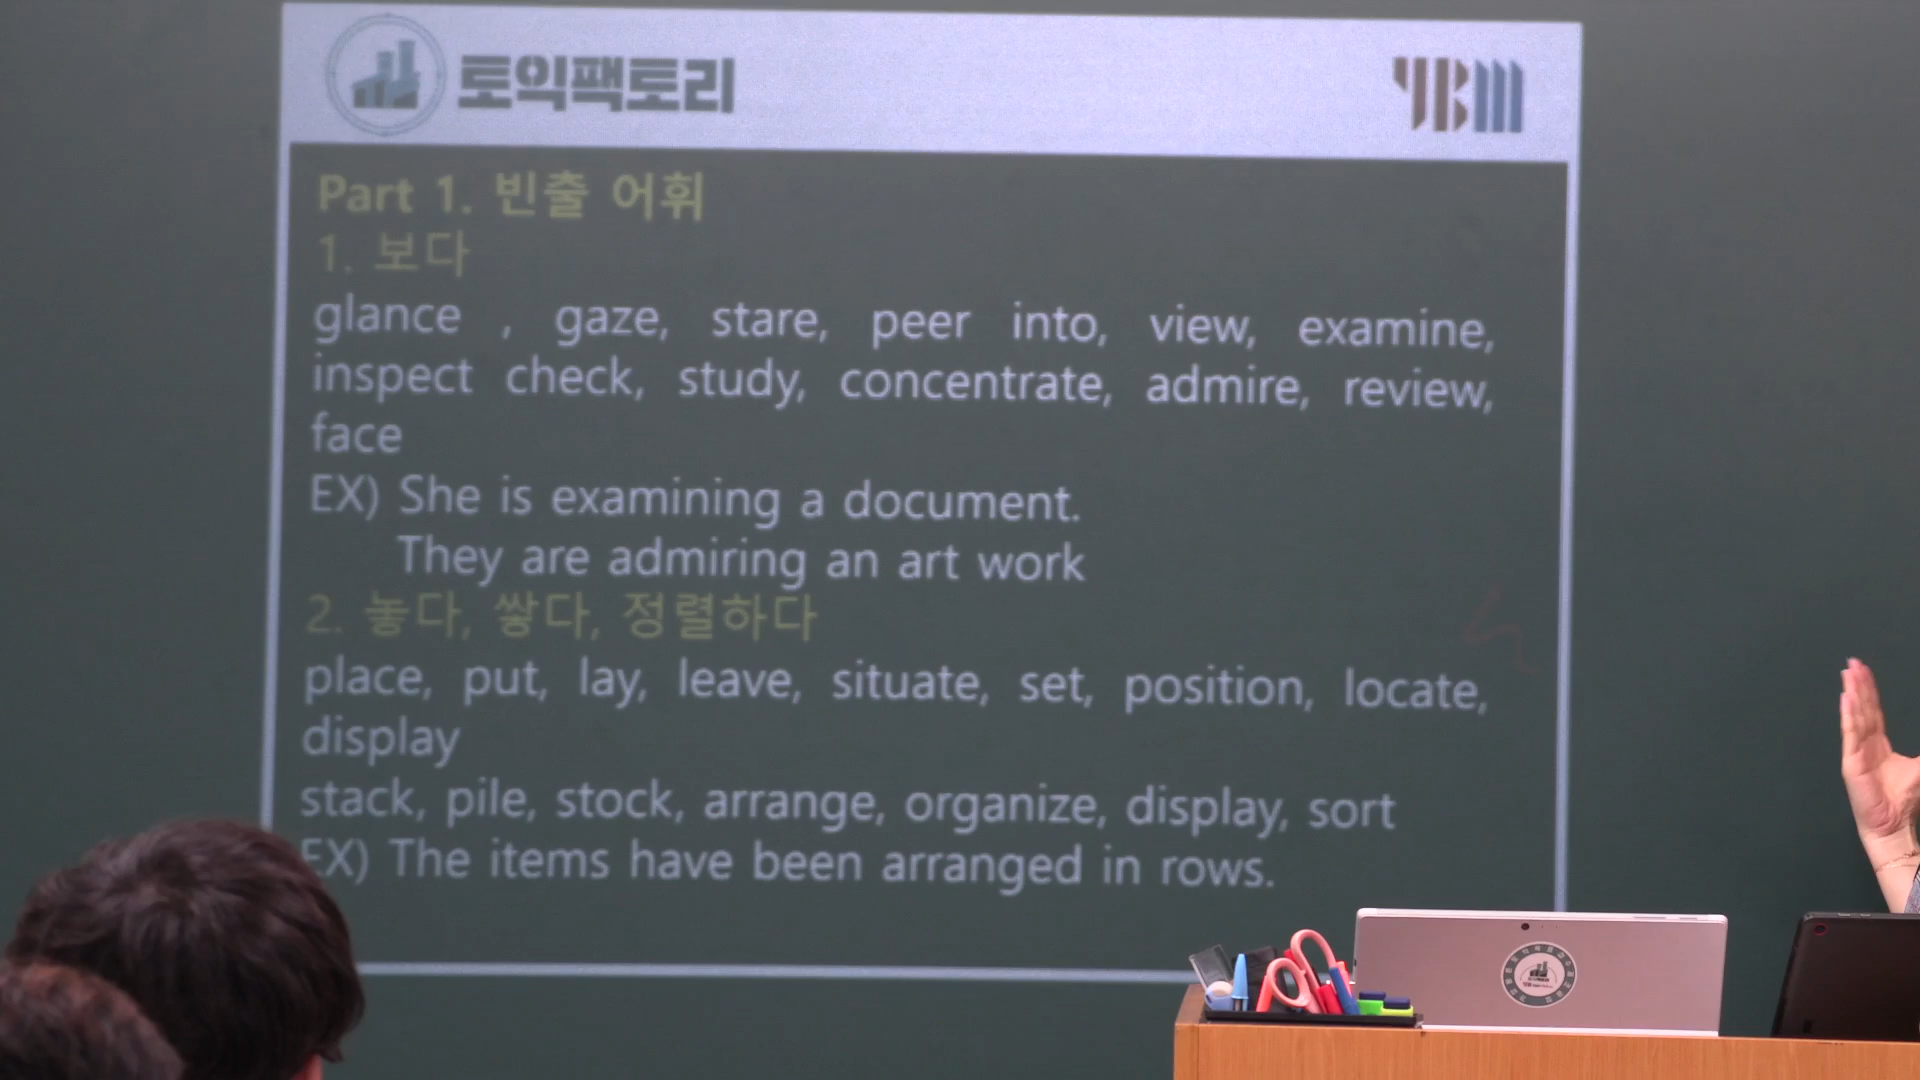 토익팩토리
YBM
Part 1. 빈출 어휘
1. 보다
glance , gaze, stare, peer into, view, examine,
inspect check, study, concentrate, admire, review,
face
EX) She is examining a document.
They are admiring an art work
2. 놓다, 쌓다, 정렬하다
place, put, lay, leave, situate, set, position, locate,
display
stack, pile, stock, arrange, organize, display, sort
EX) The items have been arranged in rows.